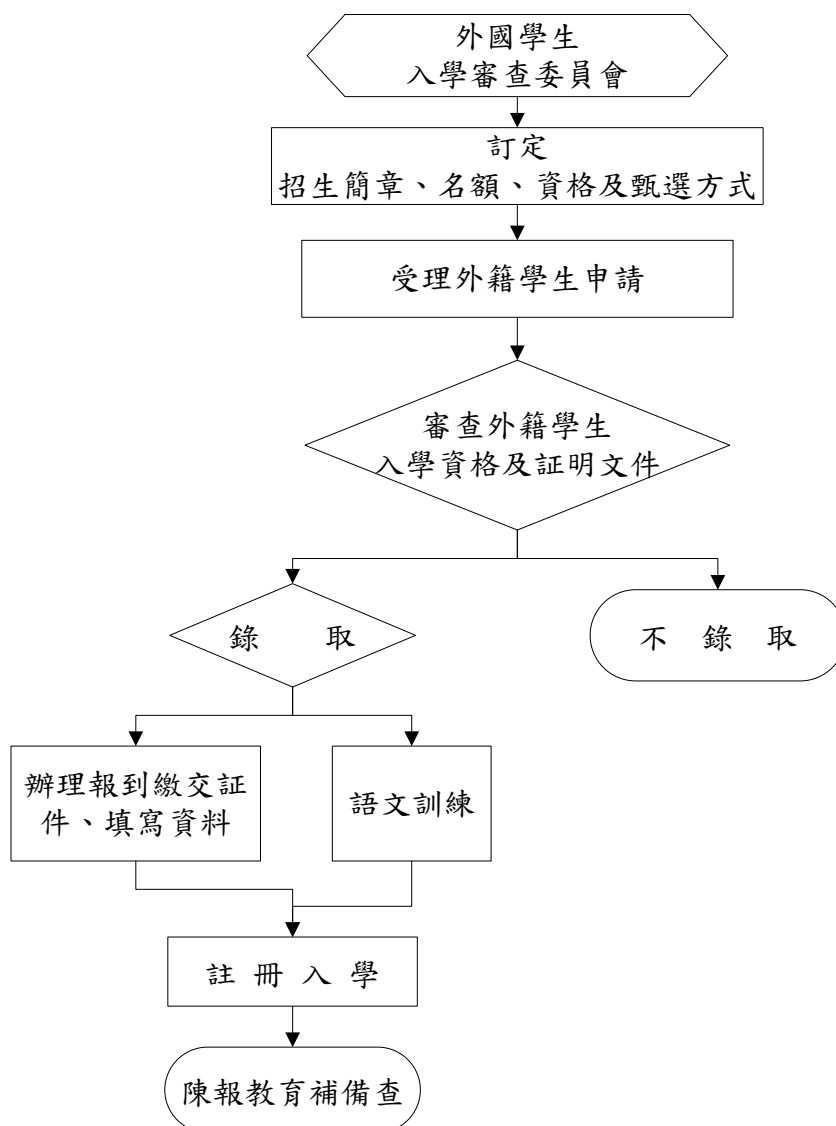 外國學生
入學審查委員會
訂定
招生簡章、名額、資格及甄選方式
受理外籍學生申請
審查外籍學生
入學資格及証明文件
錄 取
不 錄 取
辦理報到繳交証
件、填寫資料
語文訓練
註 冊 入 學
陳報教育補備查